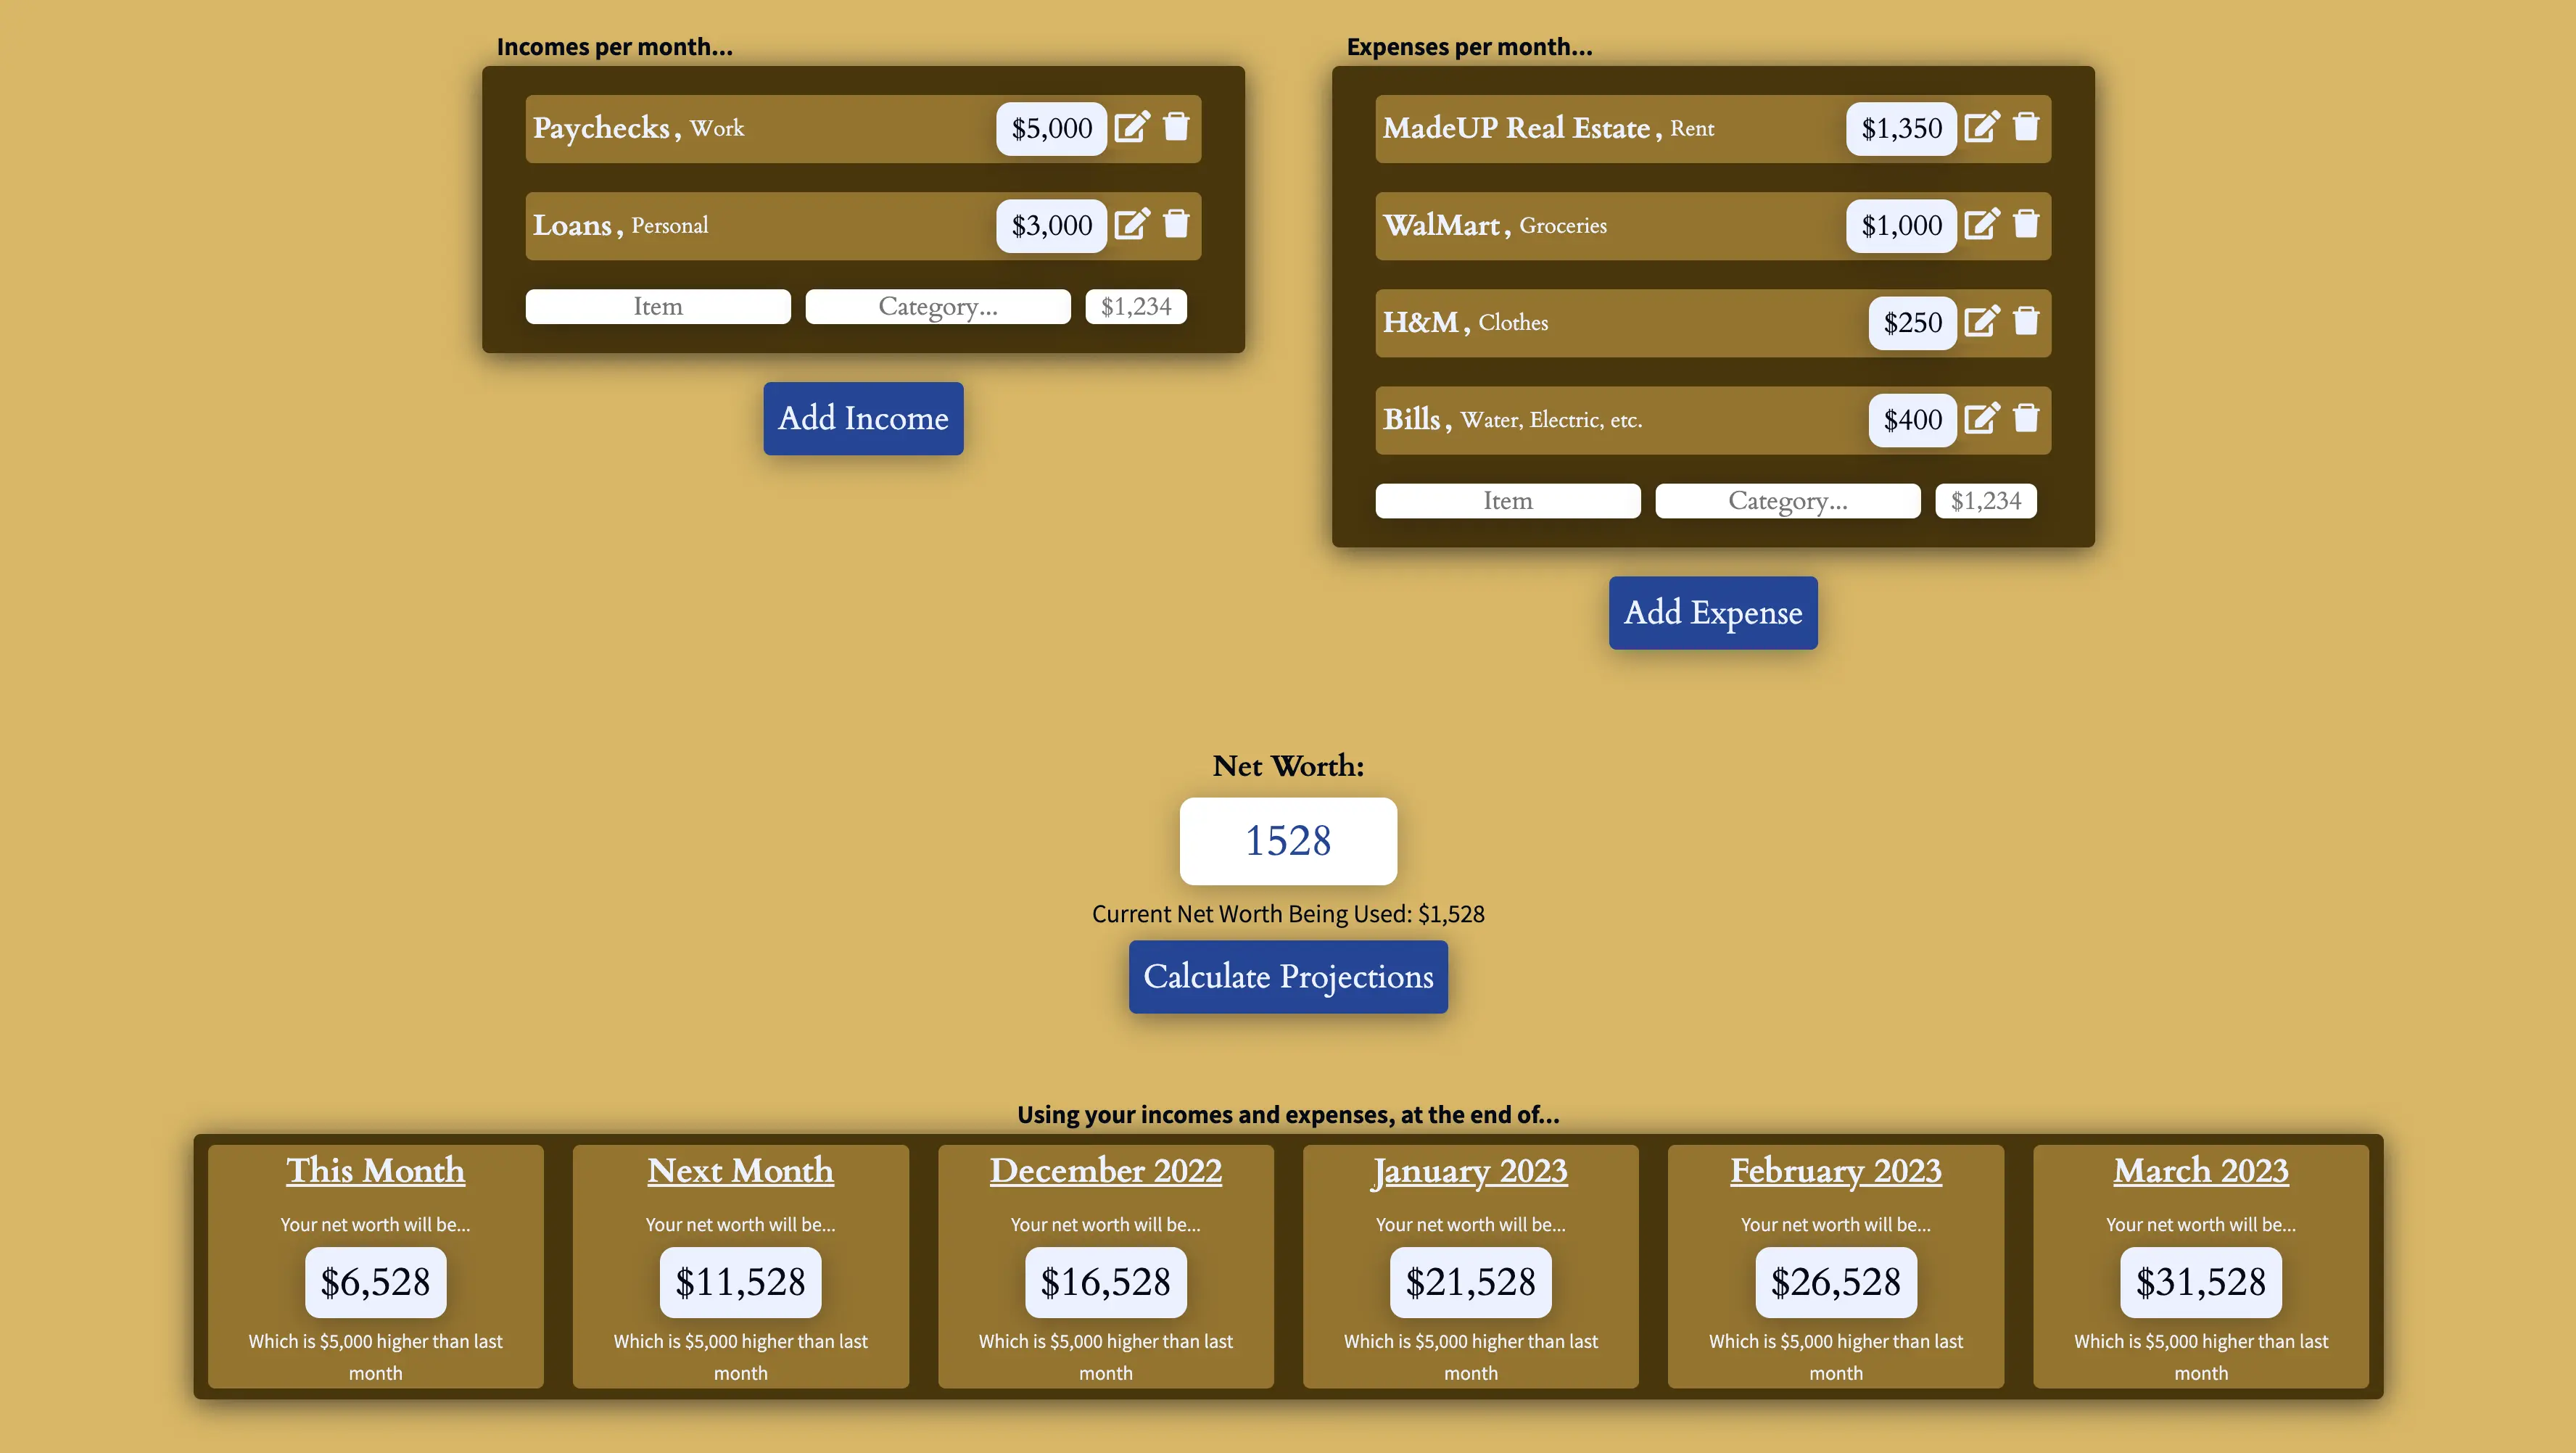 Incomes per month...
Paychecks, Work $5,000
Loans, Personal $3,000
Item Category... $1,234
Add Income
Expenses per month...
MadeUP Real Estate, Rent $1,350
WalMart, Groceries $1,000
H&M, Clothes $250
Bills, Water, Electric, etc. $400
Item Category... $1,234
Add Expense
Net Worth:
1528
Current Net Worth Being Used: $1,528
Calculate Projections
Using your incomes and expenses, at the end of...
This Month
Your net worth will be...
$6,528
Which is $5,000 higher than last
month
Next Month
Your net worth will be...
$11,528
Which is $5,000 higher than last
month
December 2022
Your net worth will be...
$16,528
Which is $5,000 higher than last
month
January 2023
Your net worth will be...
$21,528
Which is $5,000 higher than last
month
February 2023
Your net worth will be...
$26,528
Which is $5,000 higher than last
month
March 2023
Your net worth will be...
$31,528
Which is $5,000 higher than last
month